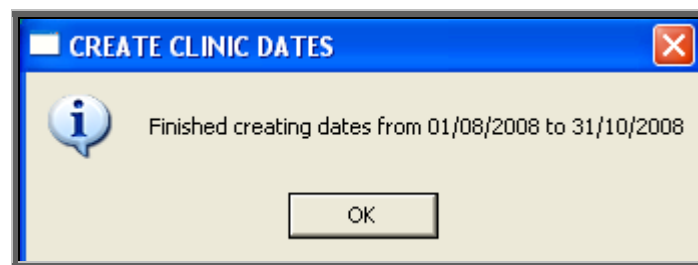 CREATE CLINIC DATES
Finished creating dates from 01/08/2008 to 31/10/2008
OK